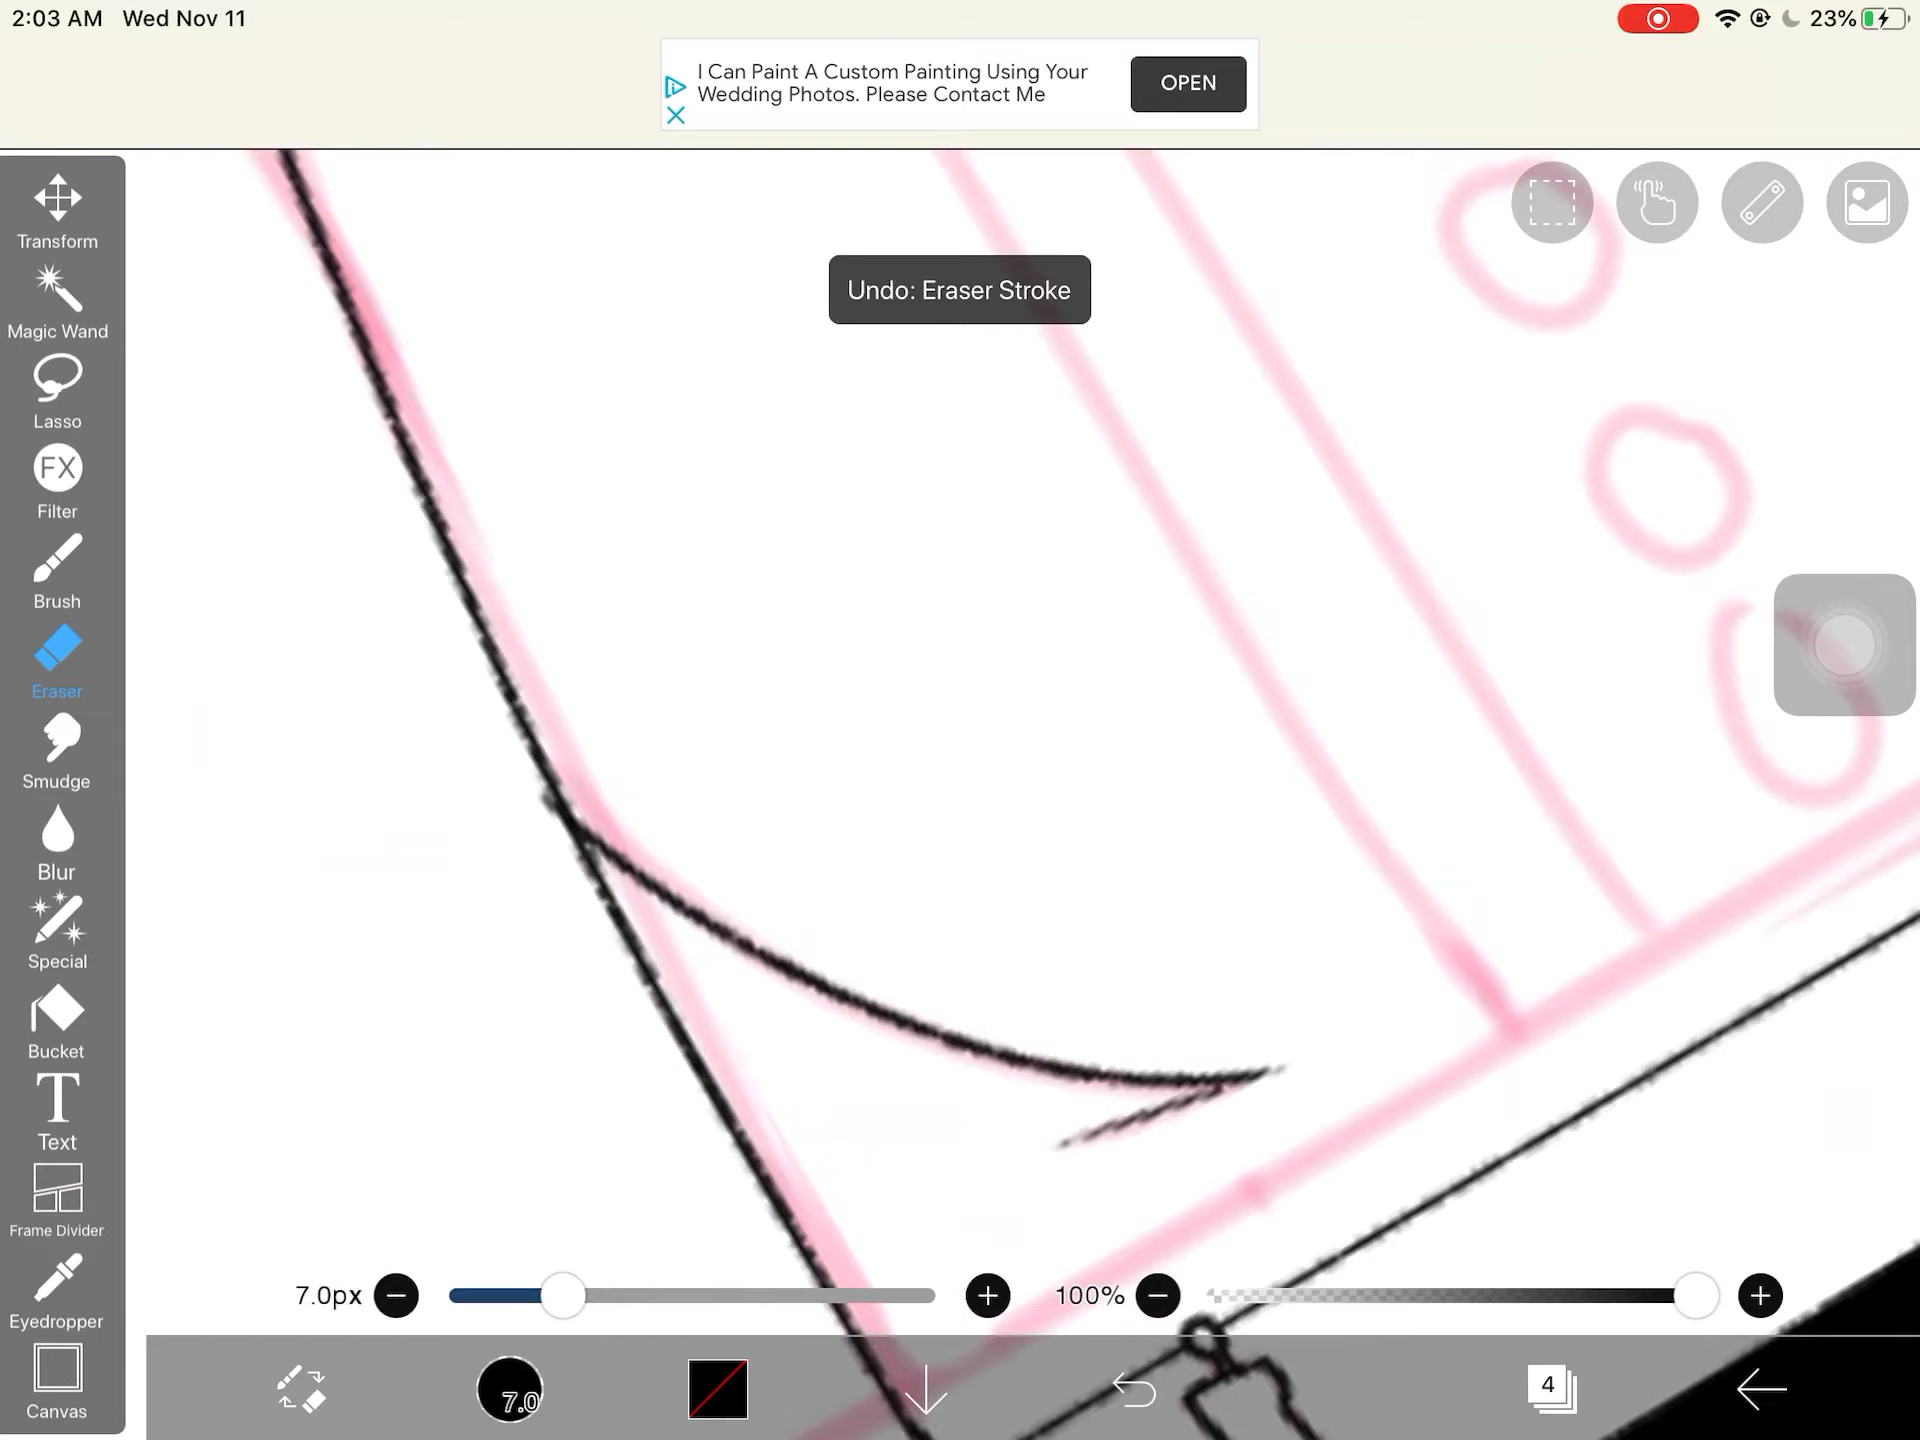 2:03 AM Wed Nov 11
23%
I Can Paint A Custom Painting Using Your
Wedding Photos. Please Contact Me
OPEN
Undo: Eraser Stroke
Transform
Magic Wand
Lasso
FX
Filter
Brush
Eraser
Smudge
Blur
Special
Bucket
T
Text
Frame Divider
Eyedropper
Canvas
7.0px
100%
7.0
4